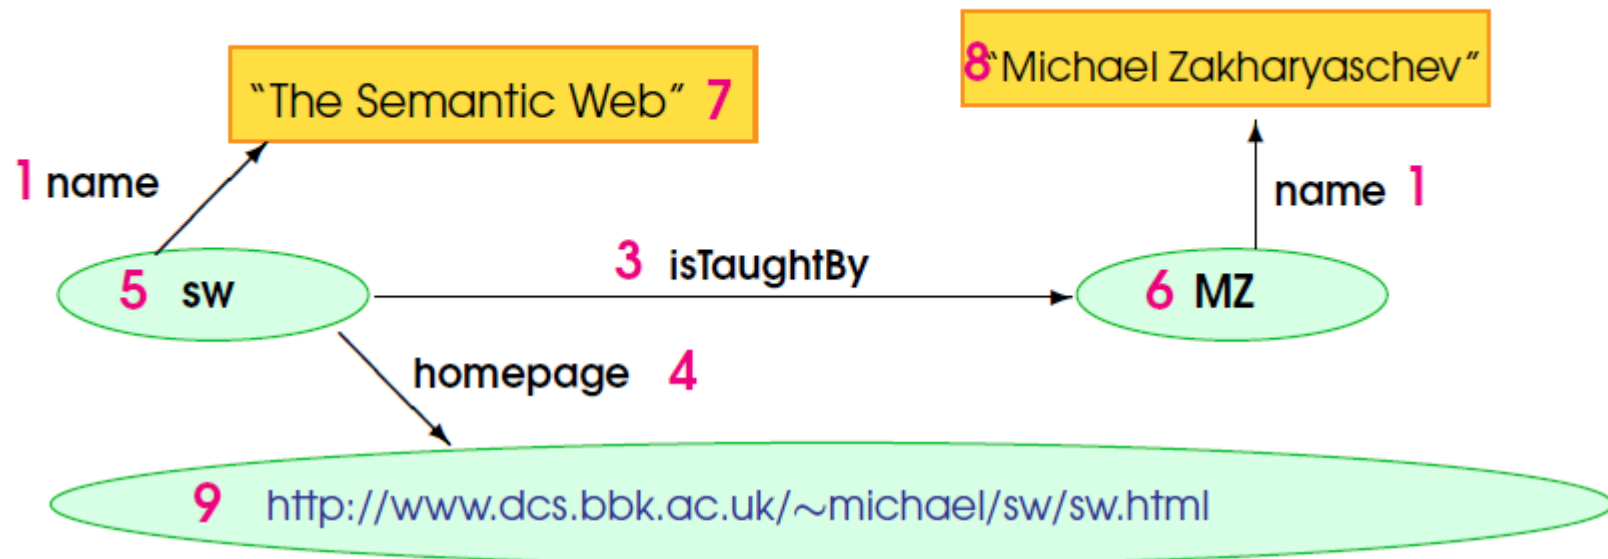 8 “Michael Zakharyaschev”
“The Semantic Web” 7
1 name
name 1
3 isTaughtBy
5 sw
6 MZ
homepage 4
9 http://www.dcs.bbk.ac.uk/~michael/sw/sw.html